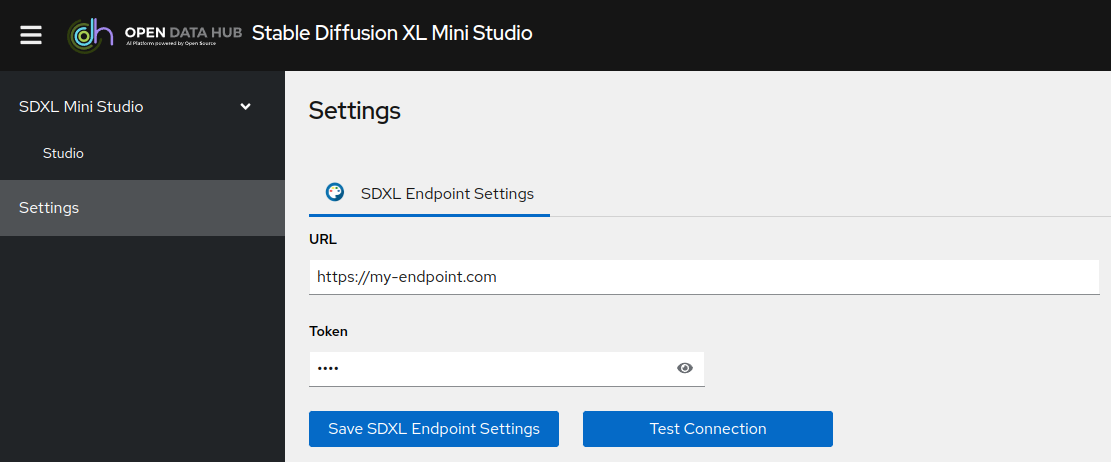 OPEN DATA HUB
AI Platform powered by Open Source
Stable Diffusion XL Mini Studio
SDXL Mini Studio
Studio
Settings
Settings
SDXL Endpoint Settings
URL
https://my-endpoint.com
Token
••••
Save SDXL Endpoint Settings
Test Connection